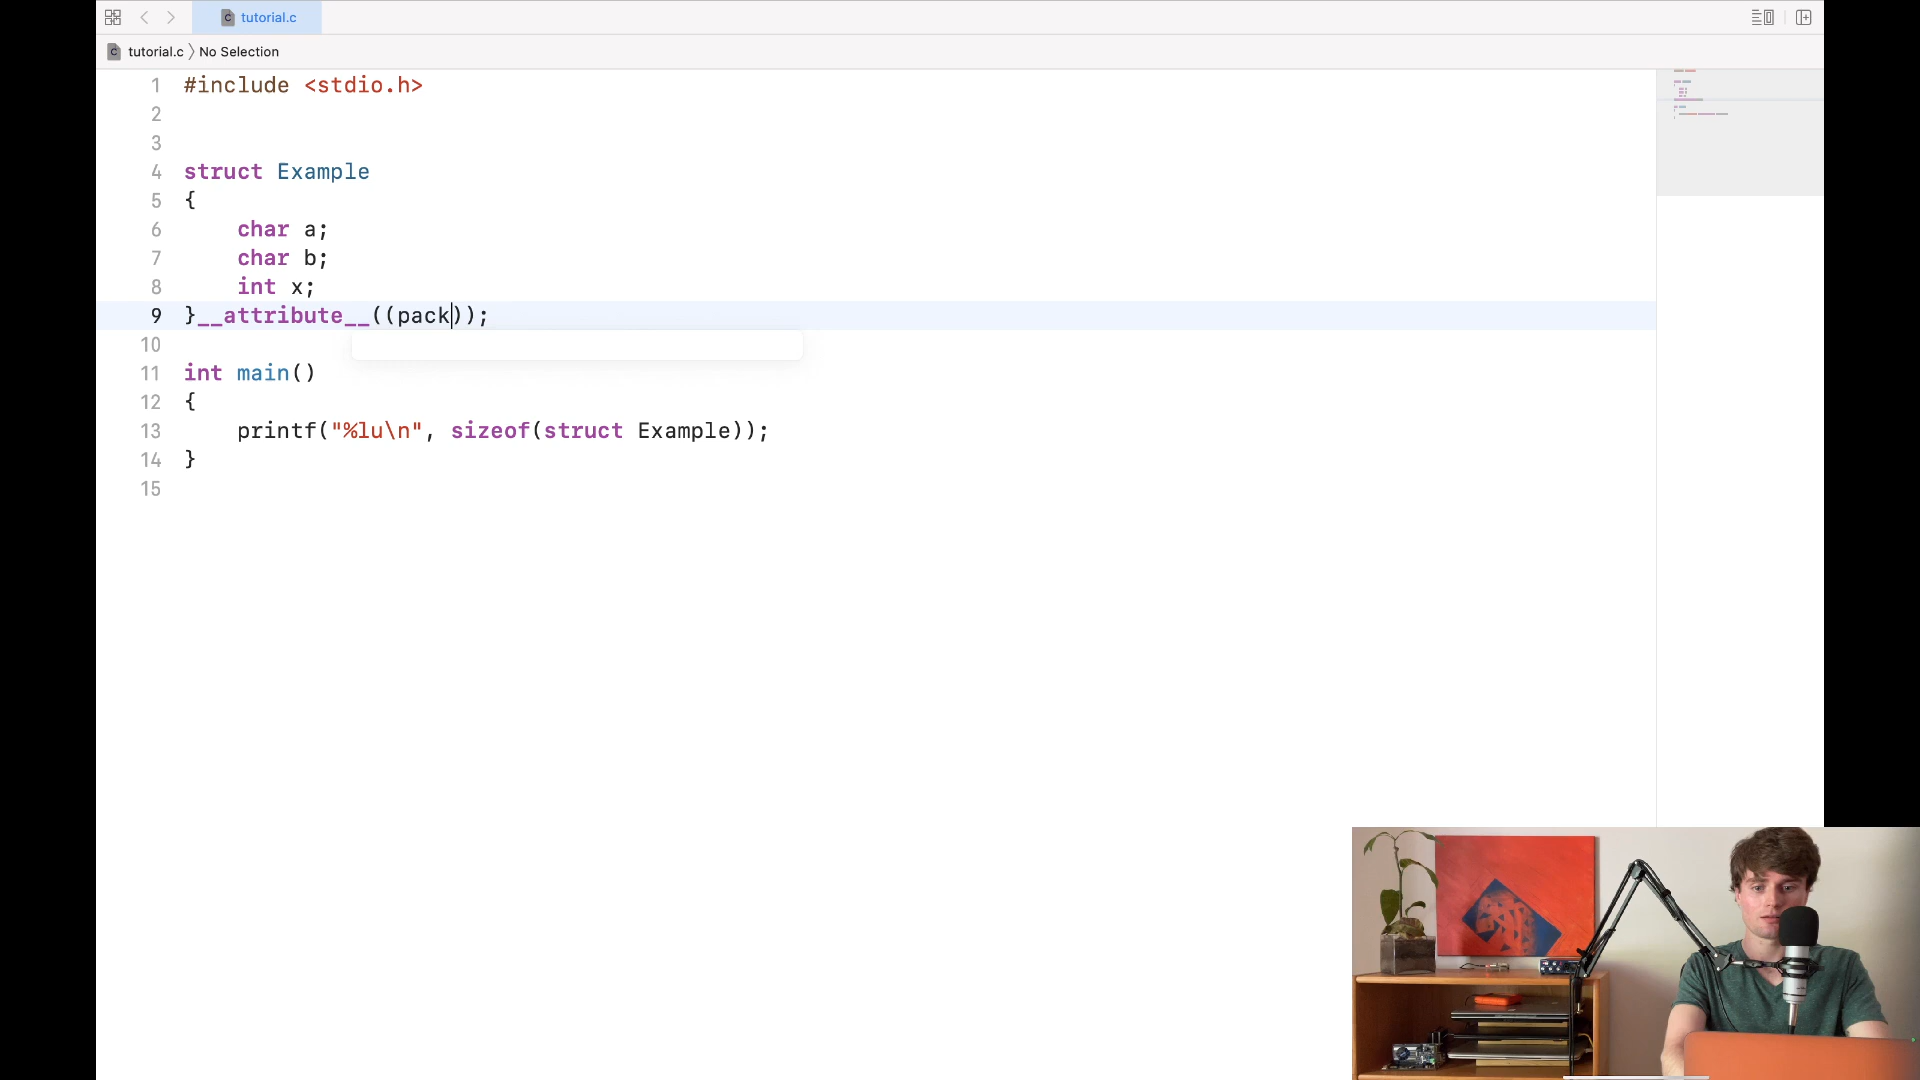 tutorial.c
tutorial.c 〉 No Selection
1 #include <stdio.h>
2
3
4 struct Example
5 {
6     char a;
7     char b;
8     int x;
9 }__attribute__((pack));
10
11 int main()
12 {
13     printf("%lu\n", sizeof(struct Example));
14 }
15